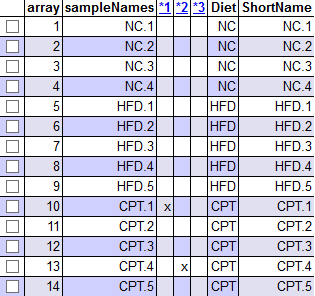 array sampleNames *1 *2 *3 Diet ShortName
1 NC.1 NC NC.1
2 NC.2 NC NC.2
3 NC.3 NC NC.3
4 NC.4 NC NC.4
5 HFD.1 HFD HFD.1
6 HFD.2 HFD HFD.2
7 HFD.3 HFD HFD.3
8 HFD.4 HFD HFD.4
9 HFD.5 HFD HFD.5
10 CPT.1 x CPT CPT.1
11 CPT.2 CPT CPT.2
12 CPT.3 CPT CPT.3
13 CPT.4 x CPT CPT.4
14 CPT.5 CPT CPT.5